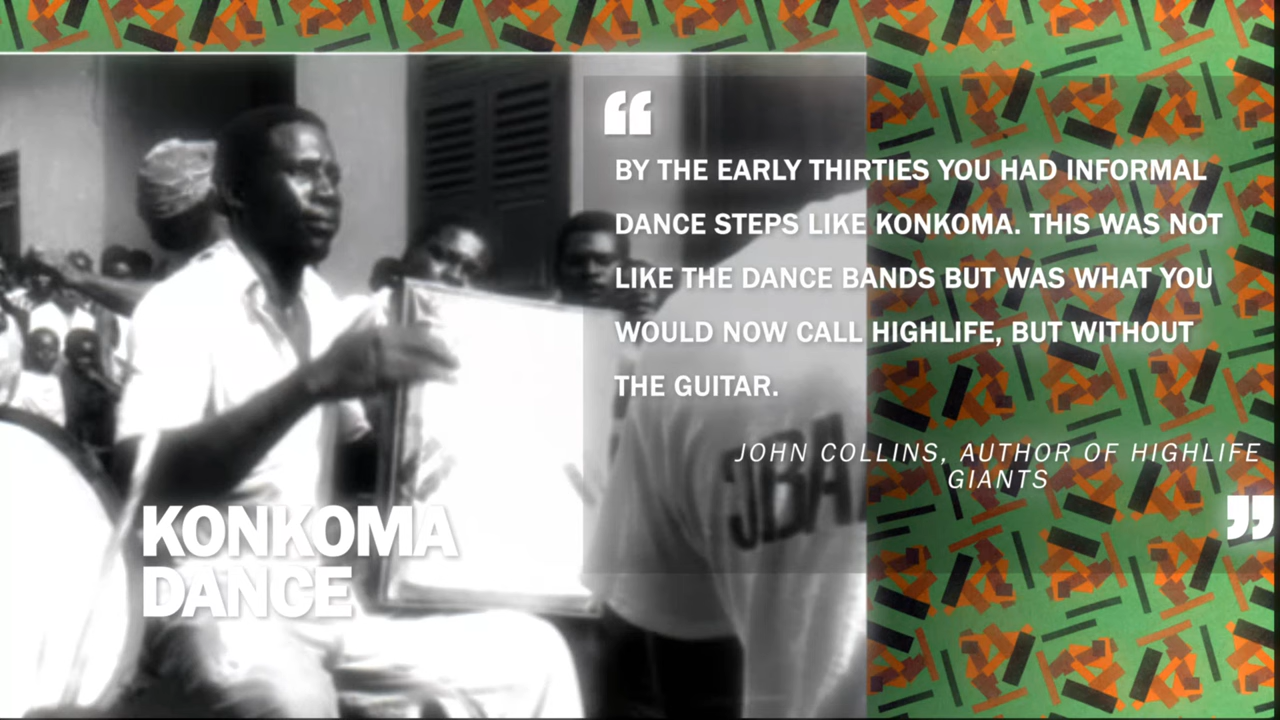 “
BY THE EARLY THIRTIES YOU HAD INFORMAL
DANCE STEPS LIKE KONKOMA. THIS WAS NOT
LIKE THE DANCE BANDS BUT WAS WHAT YOU
WOULD NOW CALL HIGHLIFE, BUT WITHOUT
THE GUITAR.
JOHN COLLINS, AUTHOR OF HIGHLIFE
GIANTS
”
KONKOMA
DANCE